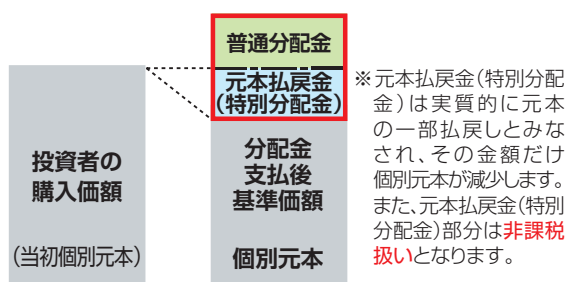 普通分配金
元本払戻金
(特別分配金)
投資者の
購入価額
(当初個別元本)
分配金
支払後
基準価額
個別元本
※元本払戻金(特別分配
金)は実質的に元本
の一部払戻しとみな
され、その金額だけ
個別元本が減少します。
また、元本払戻金(特別
分配金)部分は非課税
扱いとなります。